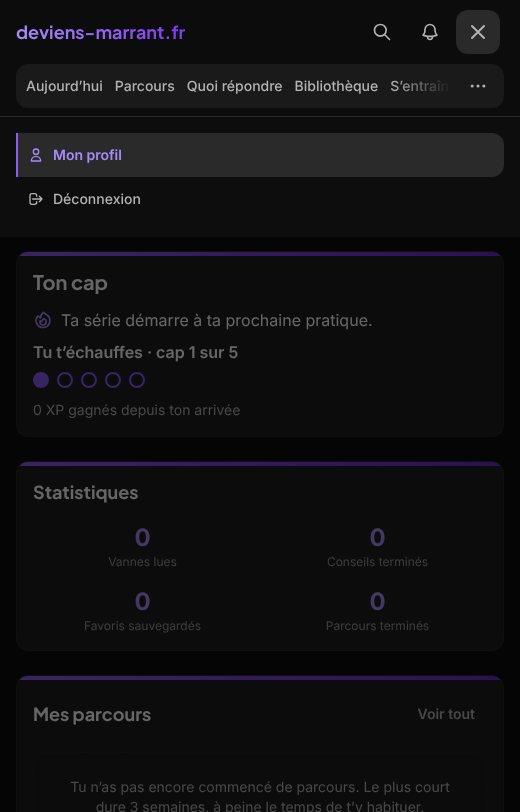 deviens-marrant.fr
Aujourd’hui Parcours Quoi répondre Bibliothèque S’entraîn
Mon profil
Déconnexion
Ton cap
Ta série démarre à ta prochaine pratique.
Tu t’échauffes · cap 1 sur 5
0 XP gagnés depuis ton arrivée
Statistiques
0 0
Vannes lues Conseils terminés
0 0
Favoris sauvegardés Parcours terminés
Mes parcours Voir tout
Tu n’as pas encore commencé de parcours. Le plus court
dure 3 semaines, à peine le temps de t’y habituer.